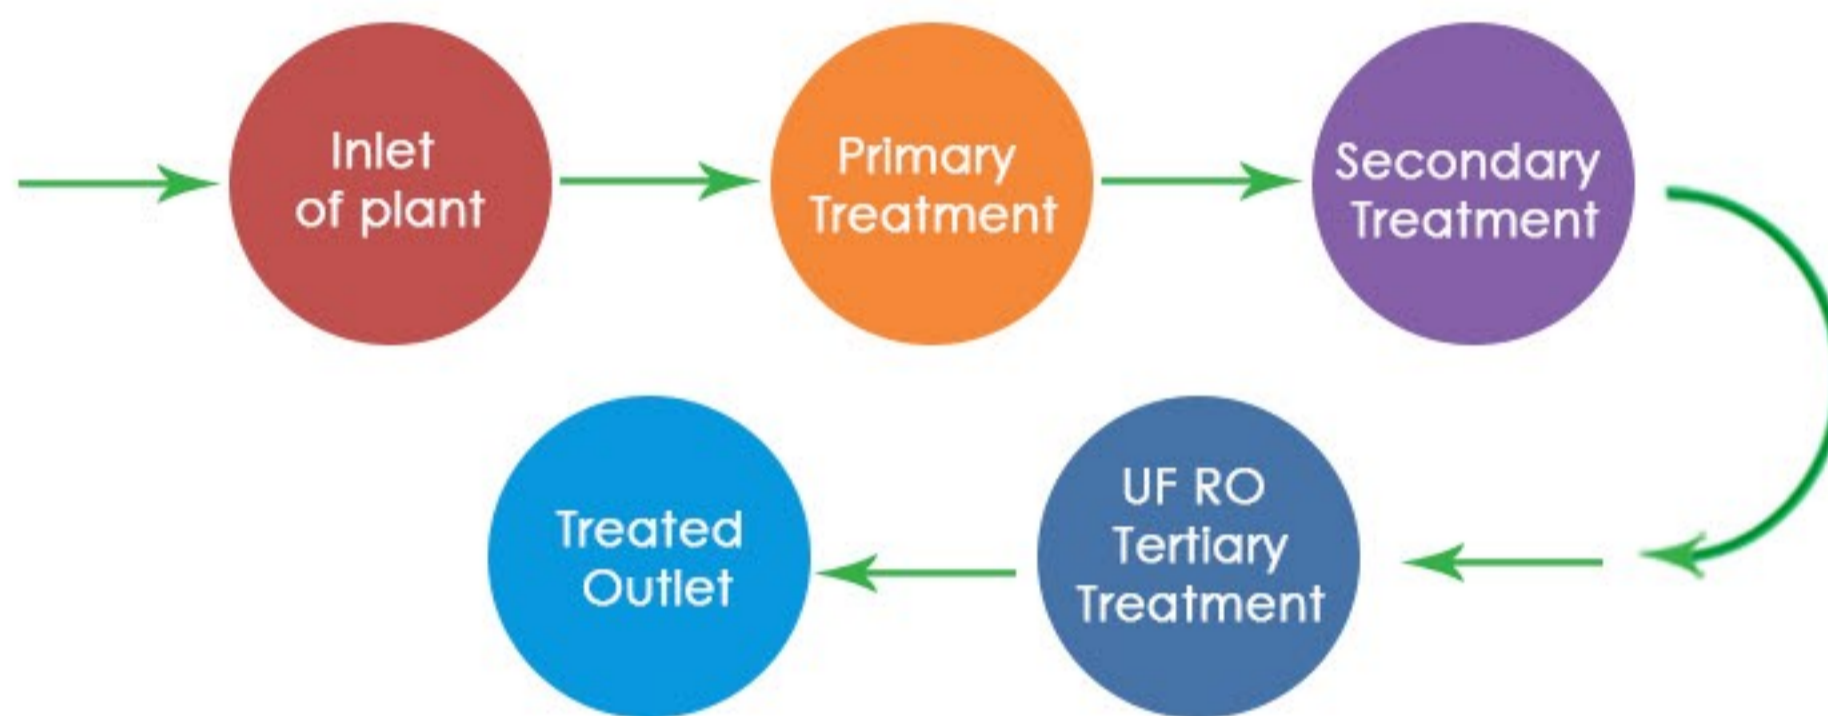 Inlet
of plant
Primary
Treatment
Secondary
Treatment
UF RO
Tertiary
Treatment
Treated
Outlet